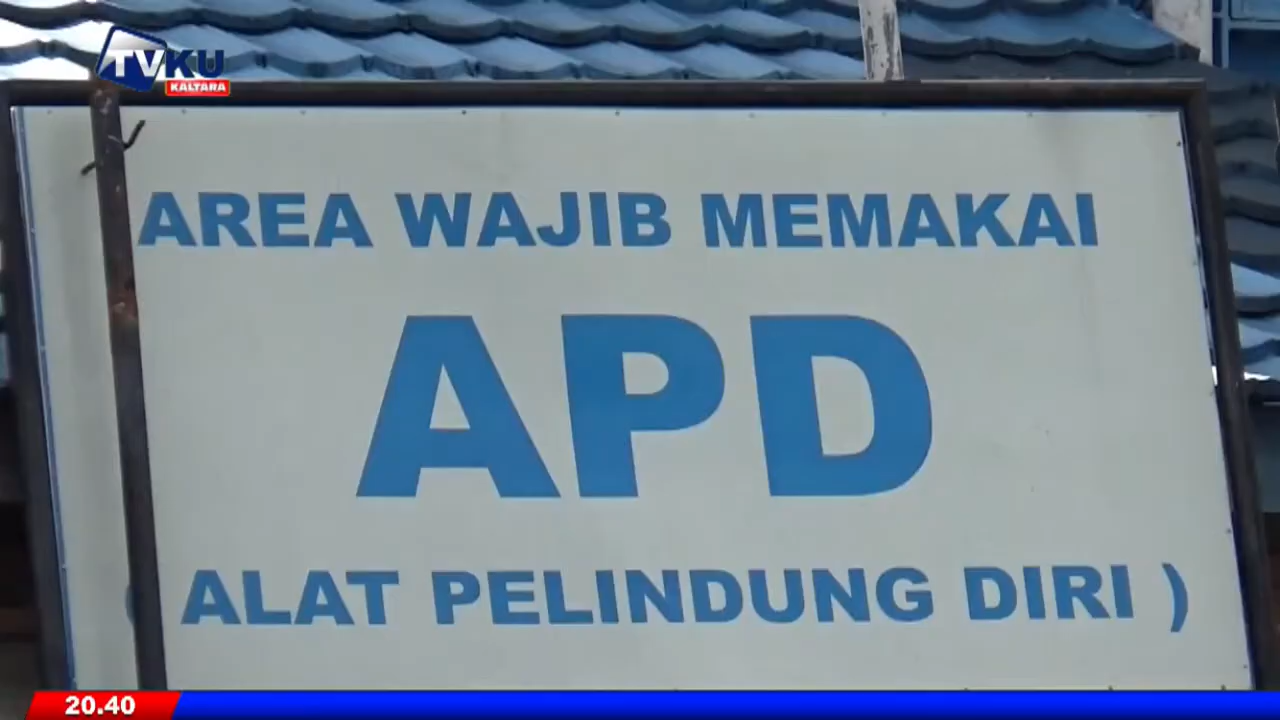 TVKU
KALTARA
AREA WAJIB MEMAKAI
APD
( ALAT PELINDUNG DIRI )
20.40